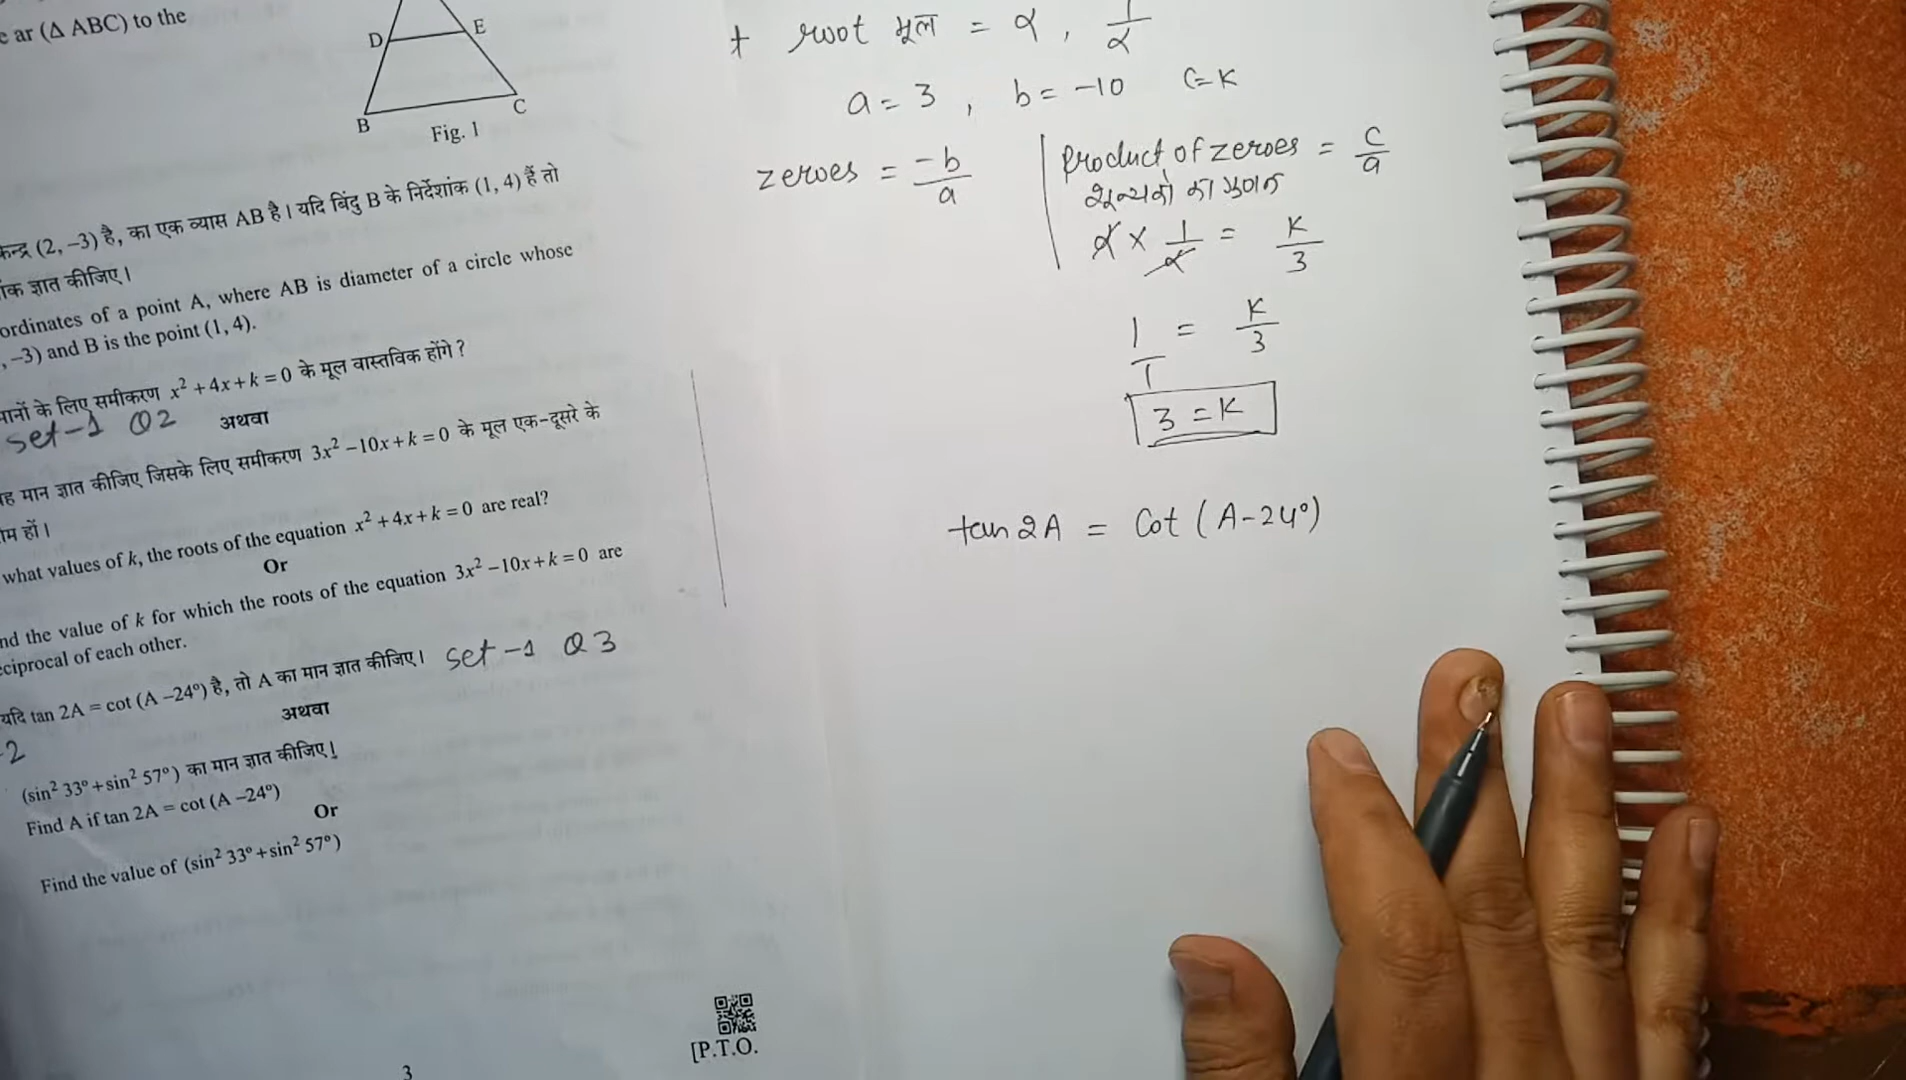 ar (Δ ABC) to the
D
E
B
C
Fig. 1
केन्द्र (2, –3) है, का एक व्यास AB है। यदि बिंदु B के निर्देशांक (1, 4) हैं तो
ज्ञात कीजिए।
ordinates of a point A, where AB is diameter of a circle whose
, –3) and B is the point (1, 4).
मानों के लिए समीकरण x² + 4x + k = 0 के मूल वास्तविक होंगे ?
set-1 Q2
अथवा
मान ज्ञात कीजिए जिसके लिए समीकरण 3x² – 10x + k = 0 के मूल एक-दूसरे के
हों।
what values of k, the roots of the equation x² + 4x + k = 0 are real?
Or
nd the value of k for which the roots of the equation 3x² – 10x + k = 0 are
ciprocal of each other.
यदि tan 2A = cot (A –24°) है, तो A का मान ज्ञात कीजिए। set-1 Q3
अथवा
-2
(sin² 33° + sin² 57°) का मान ज्ञात कीजिए!
Find A if tan 2A = cot (A –24°)
Or
Find the value of (sin² 33° + sin² 57°)
[P.T.O.
3
root मूल = α, 1/α
a = 3, b = -10 C = K
zeroes = -b/a
Product of zeroes = C/a
α × 1/α = K/3
1/1 = K/3
3 = K
tan 2A = Cot (A-24°)